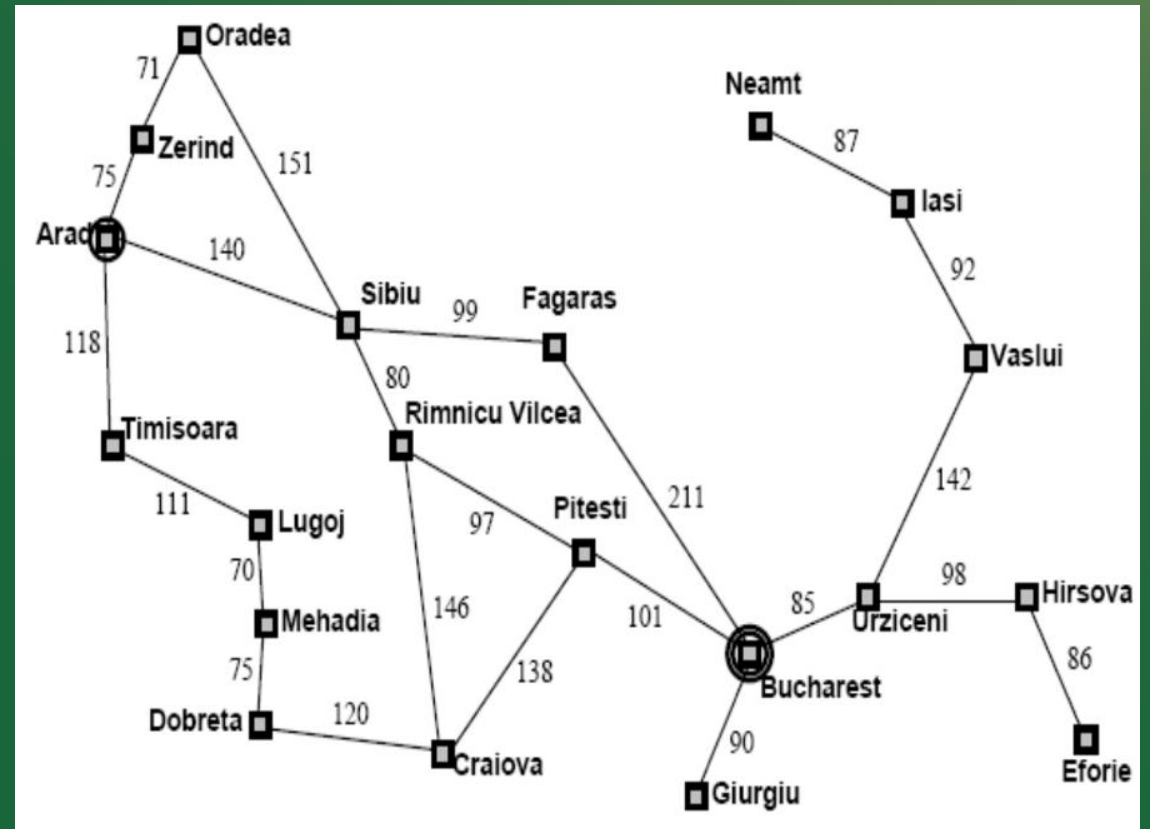 Oradea
71
Neamt
87
Zerind
151
75
Iasi
Arad
140
92
Sibiu
Fagaras
99
118
Vaslui
80
Rimnicu Vilcea
Timisoara
142
111
211
Lugoj
97
Pitesti
70
98
Hirsova
146
101
85
Urziceni
Mehadia
86
75
138
Bucharest
Dobreta
120
90
Craiova
Eforie
Giurgiu